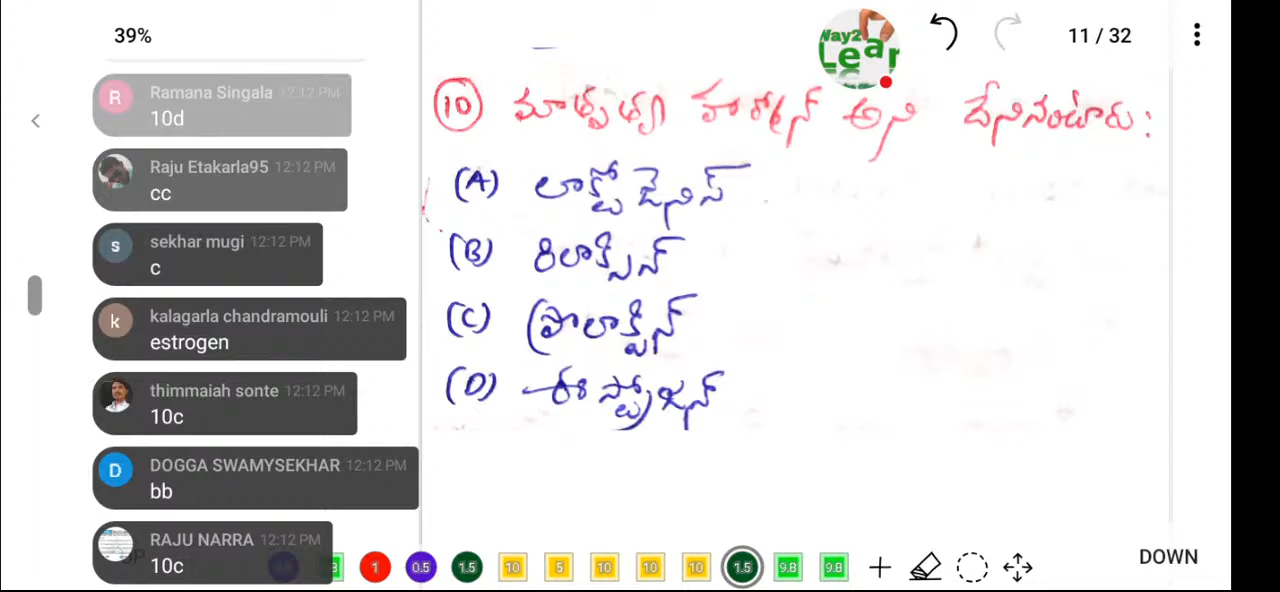 39%
Way2
Lear
11 / 32
Ramana Singala 12:12 PM
10d
Raju Etakarla95 12:12 PM
cc
sekhar mugi 12:12 PM
c
kalagarla chandramouli 12:12 PM
estrogen
thimmaiah sonte 12:12 PM
10c
DOGGA SWAMYSEKHAR 12:12 PM
bb
RAJU NARRA 12:12 PM
10c
(10) మాతృత్వ హార్మోన్ అని దేనినంటారు:
(A) లాక్టోజెనిస్
(B) రిలాక్సిన్
(C) ప్రొలాక్టిన్
(D) ఈస్ట్రోజన్
1 0.5 1.5 10 5 10 10 10 1.5 9.8 9.8
DOWN